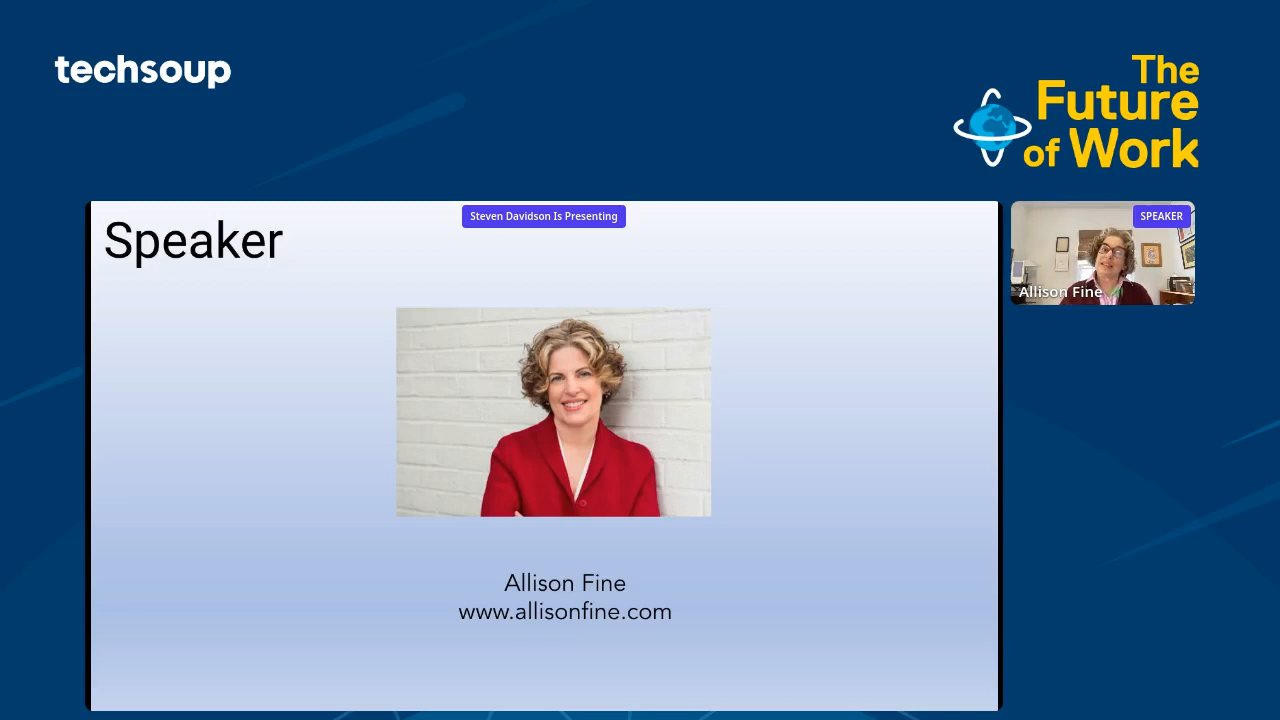 techsoup
The
Future
of Work
Speaker
Steven Davidson Is Presenting
SPEAKER
Allison Fine
Allison Fine
www.allisonfine.com